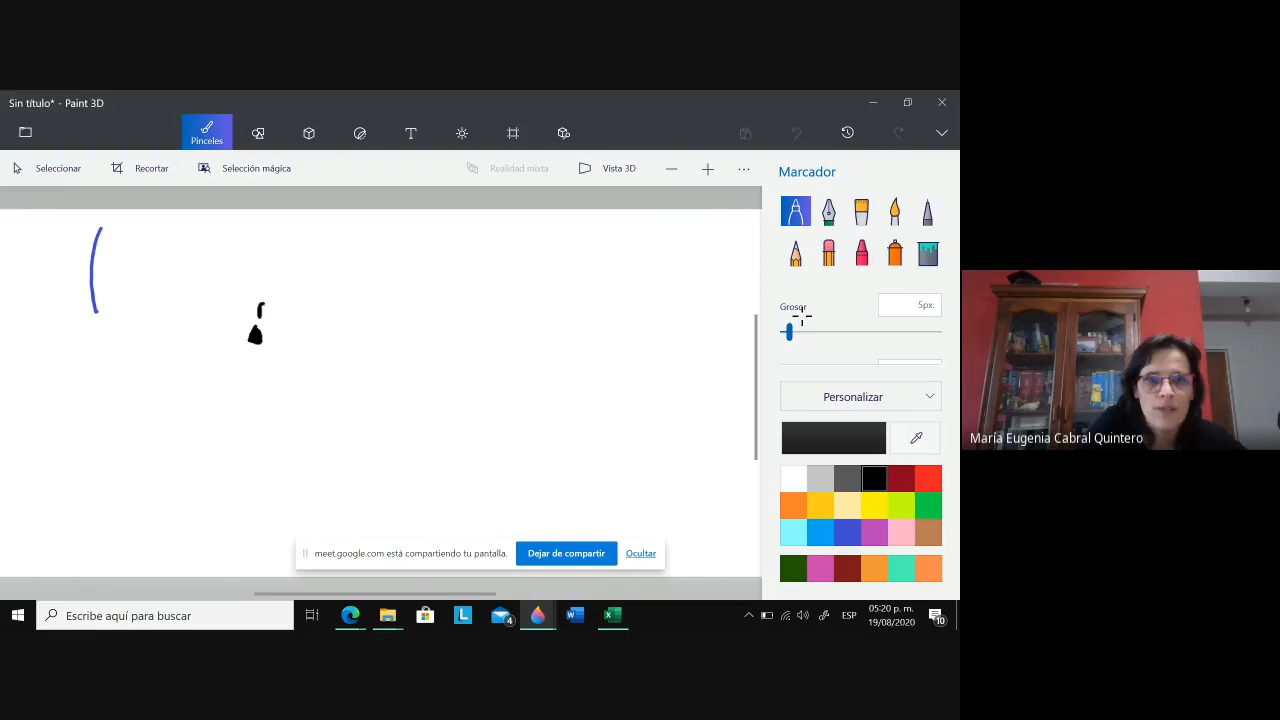 Sin título* - Paint 3D
Pinceles
Seleccionar
Recortar
Selección mágica
Realidad mixta
Vista 3D
Marcador
Grosor
5px.
Personalizar
María Eugenia Cabral Quintero
meet.google.com está compartiendo tu pantalla.
Dejar de compartir
Ocultar
Escribe aquí para buscar
L
4
W
X
ESP
05:20 p. m.
19/08/2020
10